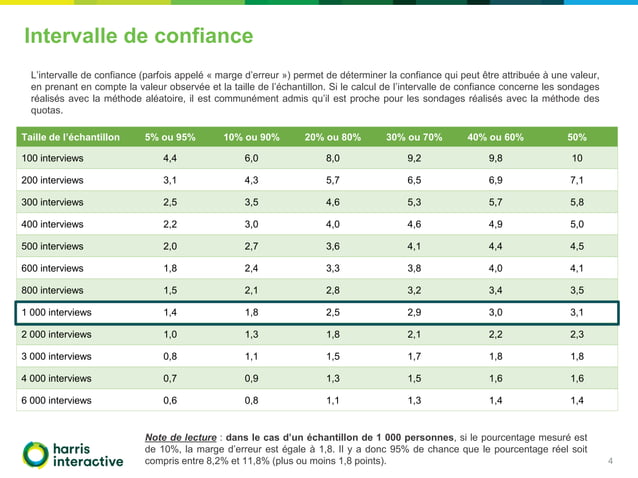 Intervalle de confiance
L'intervalle de confiance (parfois appelé « marge d'erreur ») permet de déterminer la confiance qui peut être attribuée à une valeur,
en prenant en compte la valeur observée et la taille de l'échantillon. Si le calcul de l'intervalle de confiance concerne les sondages
réalisés avec la méthode aléatoire, il est communément admis qu'il est proche pour les sondages réalisés avec la méthode des
quotas.
Taille de l'échantillon 5% ou 95% 10% ou 90% 20% ou 80% 30% ou 70% 40% ou 60% 50%
100 interviews 4,4 6,0 8,0 9,2 9,8 10
200 interviews 3,1 4,3 5,7 6,5 6,9 7,1
300 interviews 2,5 3,5 4,6 5,3 5,7 5,8
400 interviews 2,2 3,0 4,0 4,6 4,9 5,0
500 interviews 2,0 2,7 3,6 4,1 4,4 4,5
600 interviews 1,8 2,4 3,3 3,8 4,0 4,1
800 interviews 1,5 2,1 2,8 3,2 3,4 3,5
1 000 interviews 1,4 1,8 2,5 2,9 3,0 3,1
2 000 interviews 1,0 1,3 1,8 2,1 2,2 2,3
3 000 interviews 0,8 1,1 1,5 1,7 1,8 1,8
4 000 interviews 0,7 0,9 1,3 1,5 1,6 1,6
6 000 interviews 0,6 0,8 1,1 1,3 1,4 1,4
Note de lecture : dans le cas d'un échantillon de 1 000 personnes, si le pourcentage mesuré est
de 10%, la marge d'erreur est égale à 1,8. Il y a donc 95% de chance que le pourcentage réel soit
compris entre 8,2% et 11,8% (plus ou moins 1,8 points).
harris
interactive
4